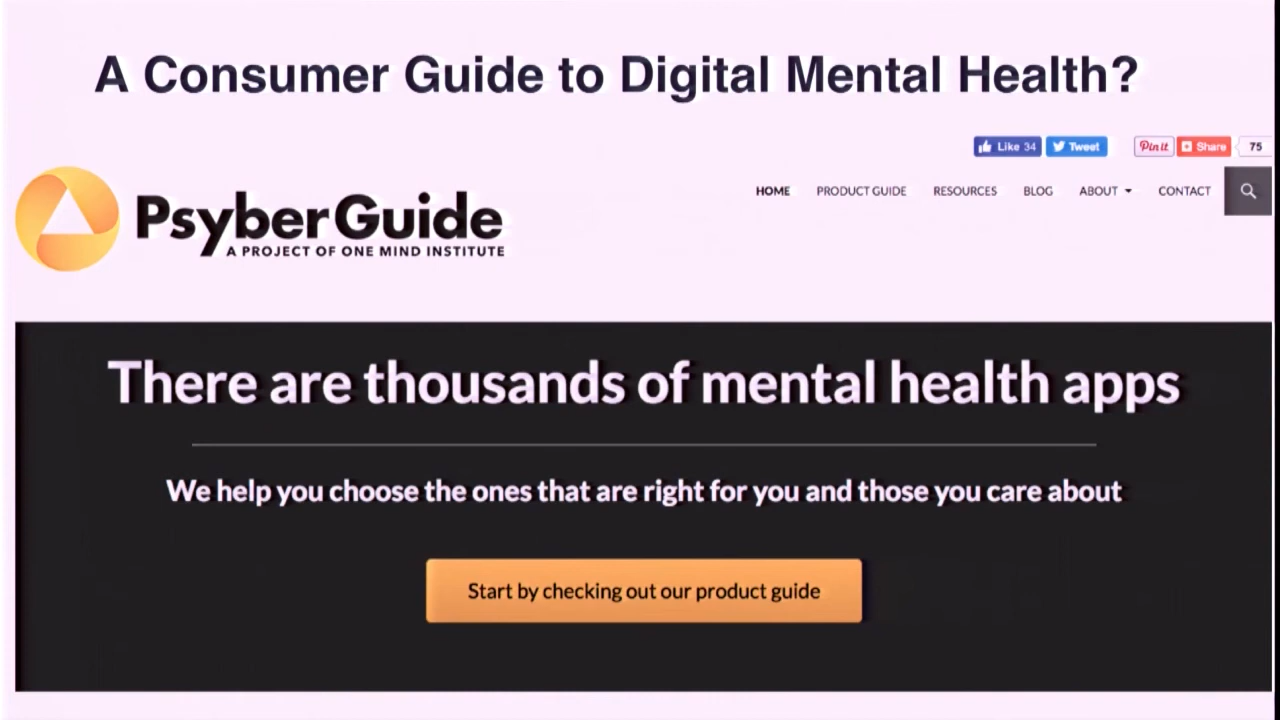 A Consumer Guide to Digital Mental Health?
Like 34 Tweet Pin it Share 75
PsyberGuide
A PROJECT OF ONE MIND INSTITUTE
HOME PRODUCT GUIDE RESOURCES BLOG ABOUT CONTACT
There are thousands of mental health apps
We help you choose the ones that are right for you and those you care about
Start by checking out our product guide